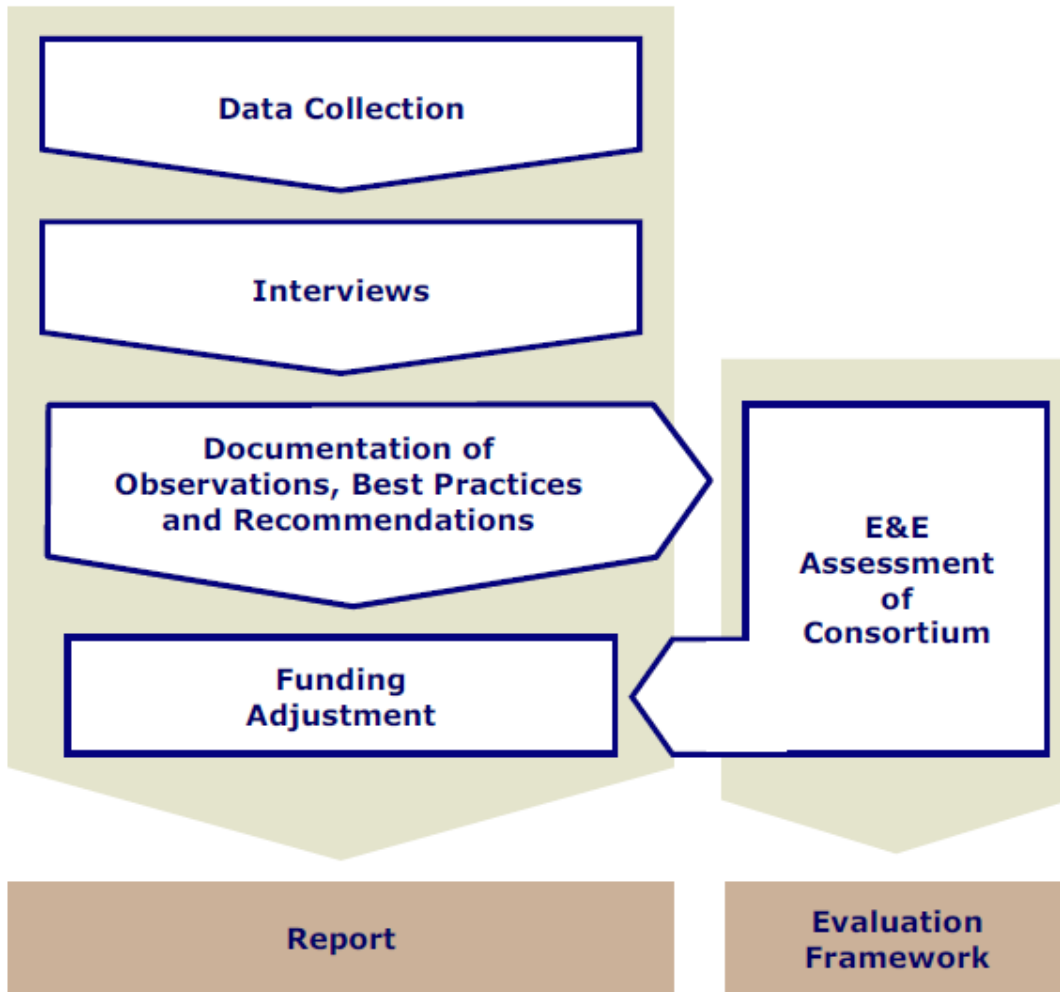 Data Collection
Interviews
Documentation of
Observations, Best Practices
and Recommendations
E&E
Assessment
of
Consortium
Funding
Adjustment
Report
Evaluation
Framework